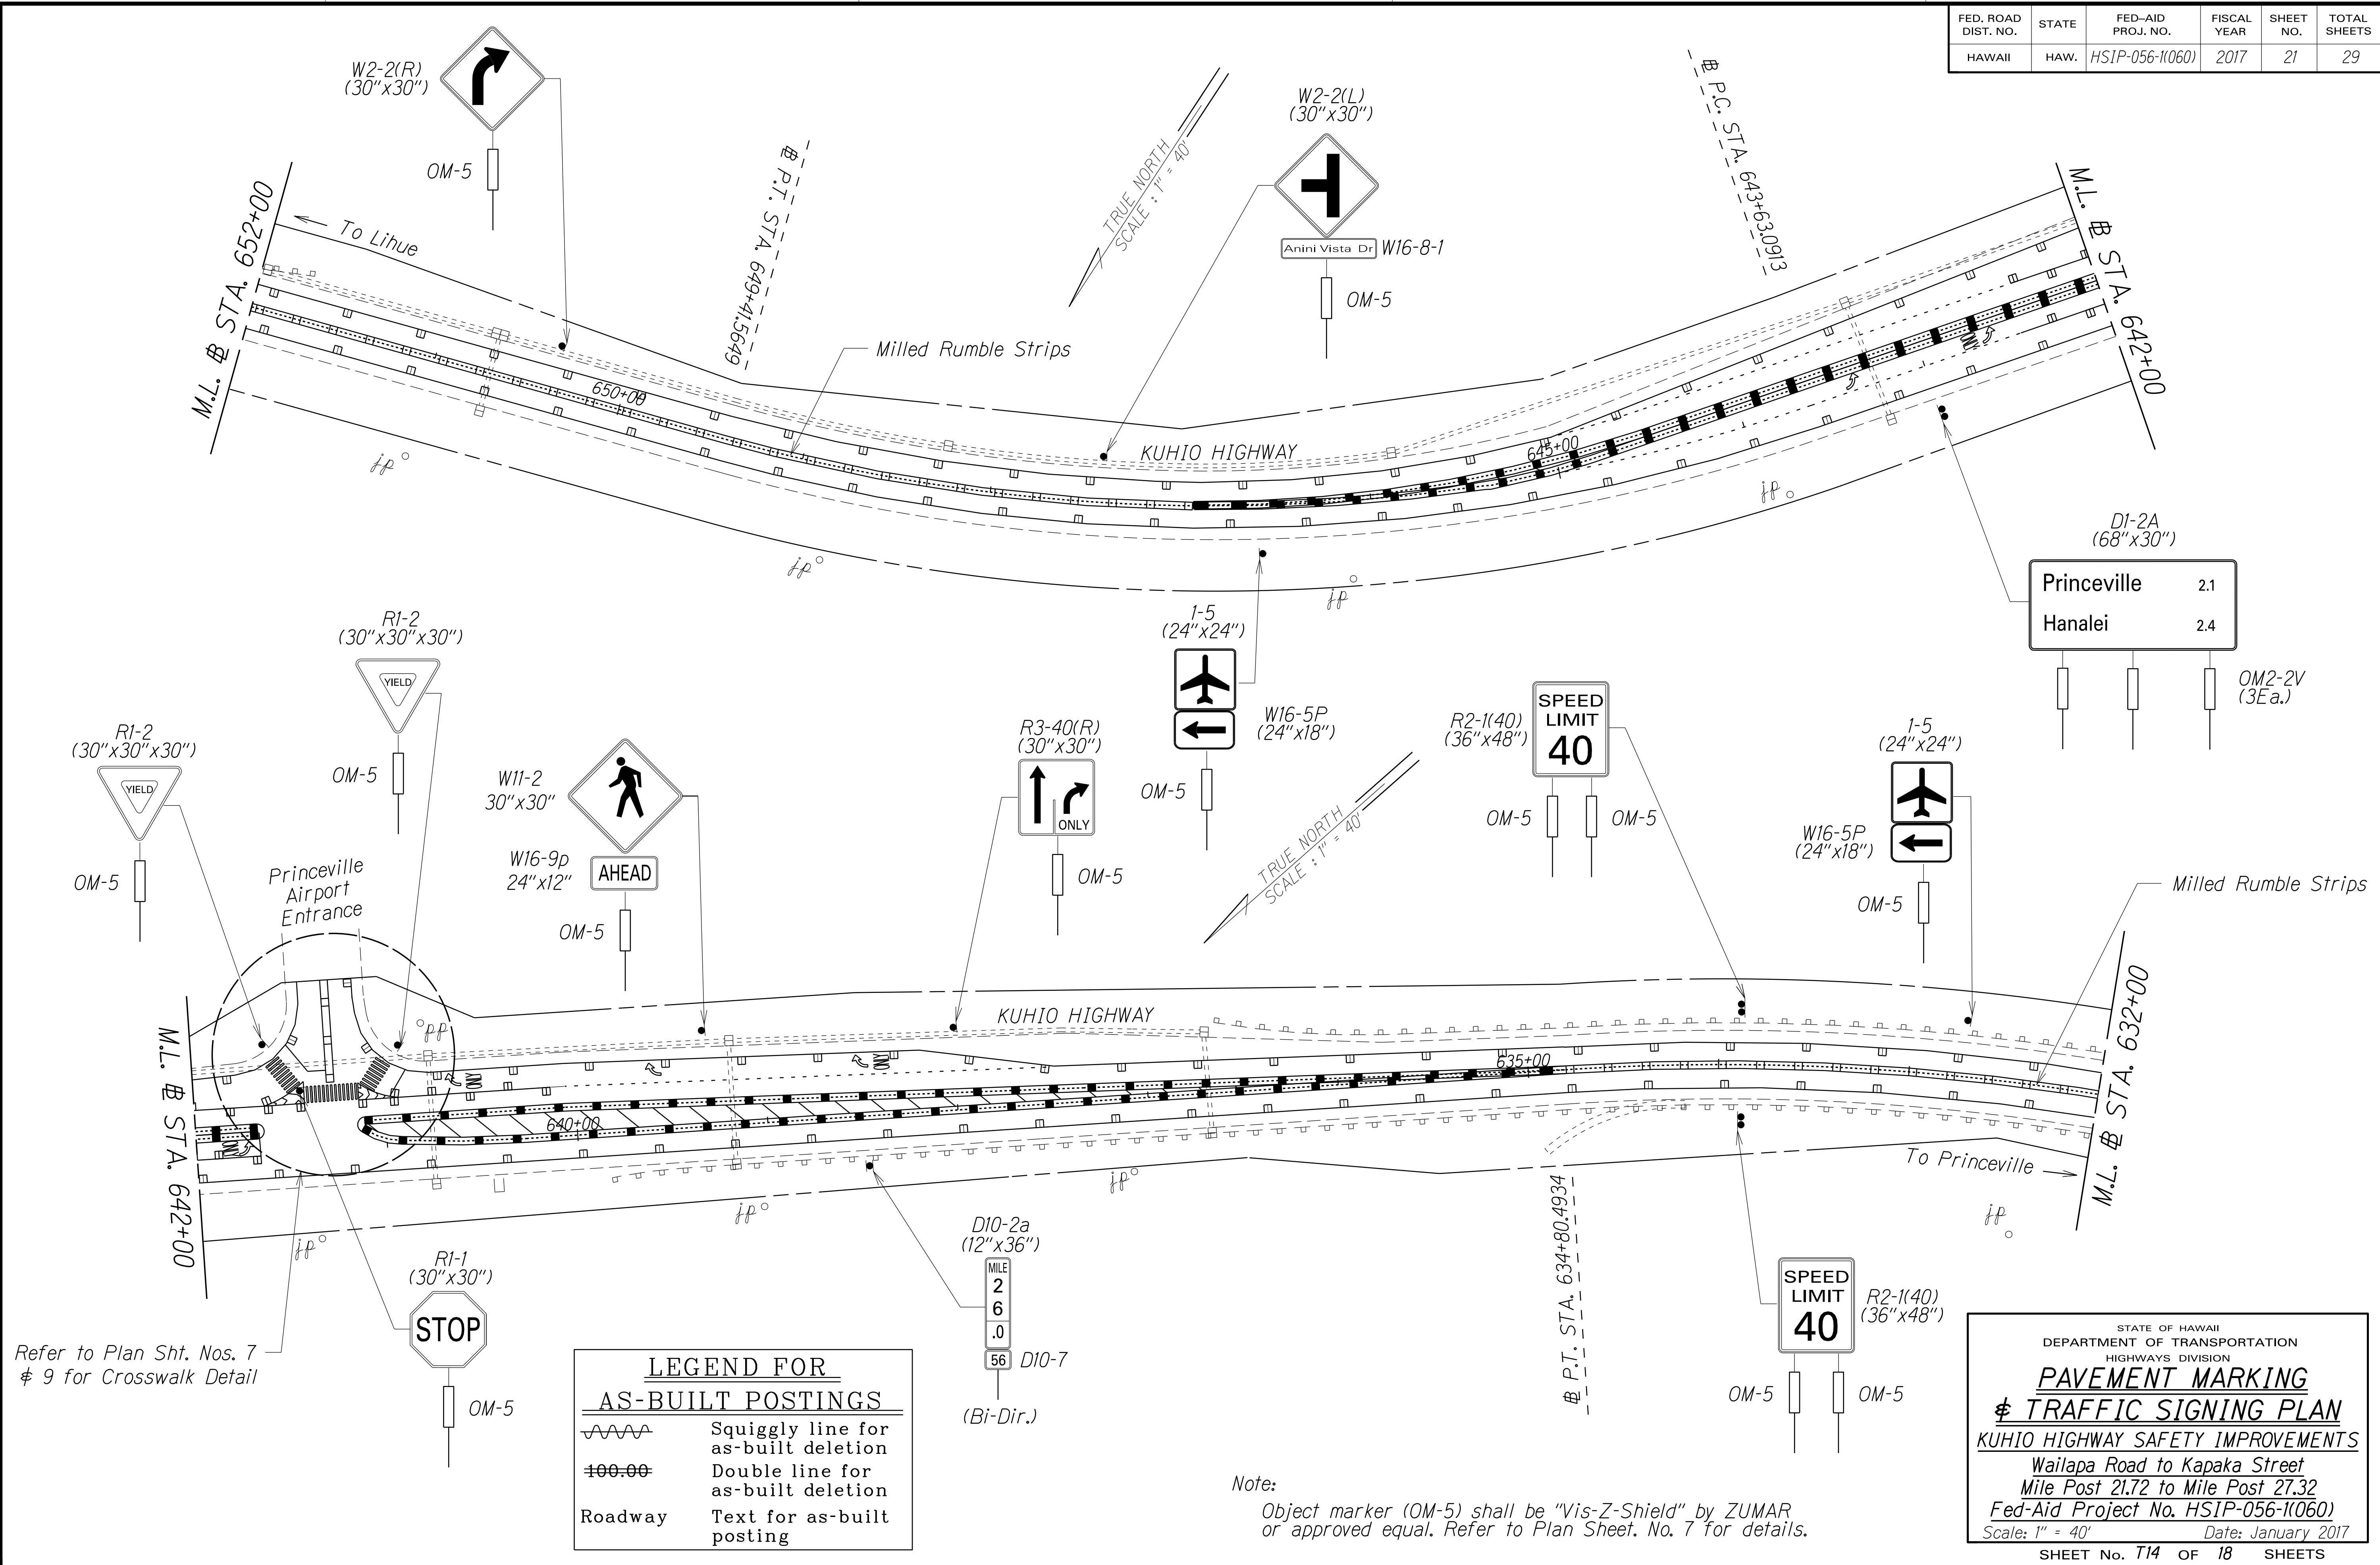 FED. ROAD DIST. NO. STATE FED-AID PROJ. NO. FISCAL YEAR SHEET NO. TOTAL SHEETS
HAWAII HAW. HSIP-056-1(060) 2017 21 29
W2-2(R)
(30"x30")
OM-5
M.L. B STA. 652+00
To Lihue
B P.T. STA. 649+41.5649
TRUE NORTH
SCALE : 1" = 40'
W2-2(L)
(30"x30")
Anini Vista Dr W16-8-1
OM-5
B P.C. STA. 643+63.0913
M.L. B STA. 642+00
Milled Rumble Strips
650+00
KUHIO HIGHWAY
645+00
ONLY
jp
jp
jp
jp
D1-2A
(68"x30")
Princeville 2.1
Hanalei 2.4
OM2-2V
(3Ea.)
1-5
(24"x24")
W16-5P
(24"x18")
OM-5
R1-2
(30"x30"x30")
YIELD
OM-5
R1-2
(30"x30"x30")
YIELD
OM-5
Princeville
Airport
Entrance
W11-2
30"x30"
W16-9p
24"x12"
AHEAD
OM-5
R3-40(R)
(30"x30")
ONLY
OM-5
TRUE NORTH
SCALE : 1" = 40'
R2-1(40)
(36"x48")
SPEED
LIMIT
40
OM-5 OM-5
1-5
(24"x24")
W16-5P
(24"x18")
OM-5
Milled Rumble Strips
M.L. B STA. 642+00
pp
ONLY
ONLY
ONLY
KUHIO HIGHWAY
640+00
635+00
M.L. B STA. 632+00
To Princeville
jp
jp
jp
jp
B P.T. STA. 634+80.4934
Refer to Plan Sht. Nos. 7
& 9 for Crosswalk Detail
R1-1
(30"x30")
STOP
OM-5
D10-2a
(12"x36")
MILE
2
6
.0
56 D10-7
(Bi-Dir.)
SPEED
LIMIT
40
R2-1(40)
(36"x48")
OM-5 OM-5
LEGEND FOR
AS-BUILT POSTINGS
Squiggly line for
as-built deletion
100.00 Double line for
as-built deletion
Roadway Text for as-built
posting
Note:
Object marker (OM-5) shall be "Vis-Z-Shield" by ZUMAR
or approved equal. Refer to Plan Sheet. No. 7 for details.
STATE OF HAWAII
DEPARTMENT OF TRANSPORTATION
HIGHWAYS DIVISION
PAVEMENT MARKING
& TRAFFIC SIGNING PLAN
KUHIO HIGHWAY SAFETY IMPROVEMENTS
Wailapa Road to Kapaka Street
Mile Post 21.72 to Mile Post 27.32
Fed-Aid Project No. HSIP-056-1(060)
Scale: 1" = 40' Date: January 2017
SHEET No. T14 OF 18 SHEETS